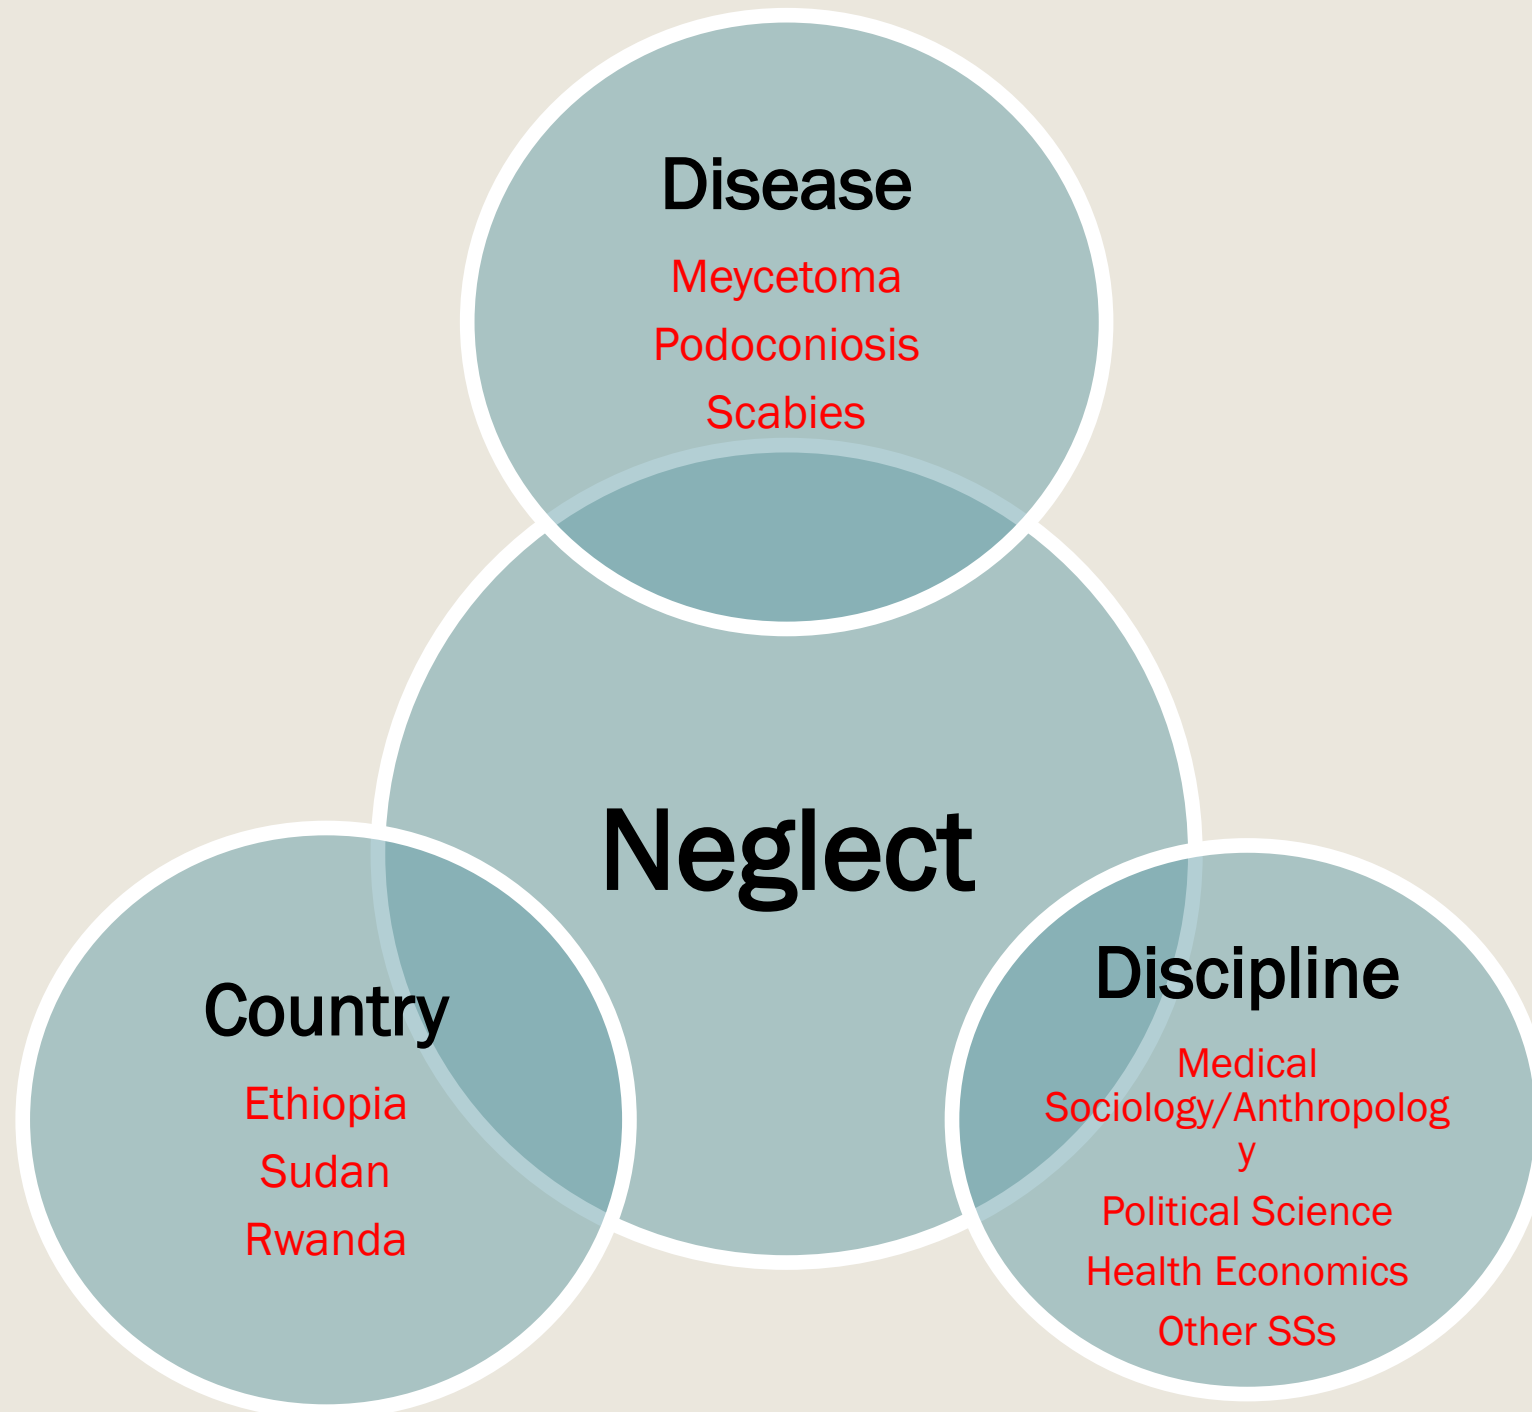 Disease
Meycetoma
Podoconiosis
Scabies
Neglect
Country
Ethiopia
Sudan
Rwanda
Discipline
Medical
Sociology/Anthropolog
y
Political Science
Health Economics
Other SSs